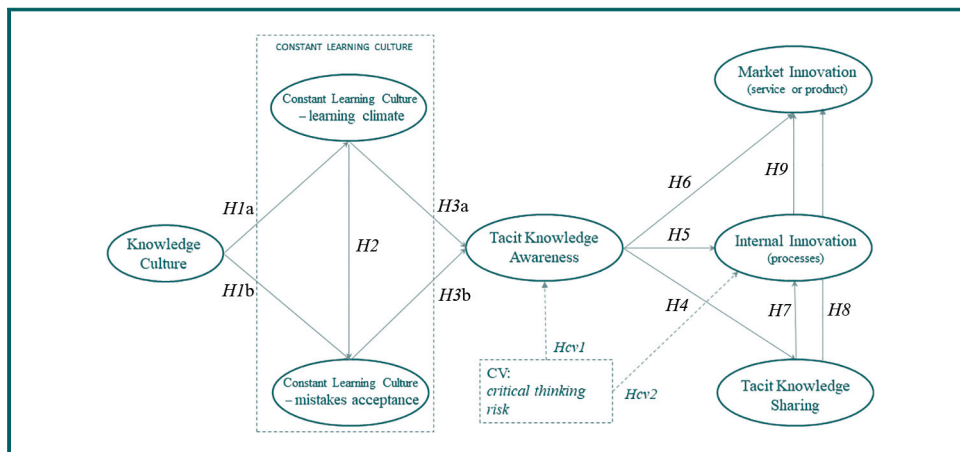 CONSTANT LEARNING CULTURE
Constant Learning Culture
– learning climate
Market Innovation
(service or product)
H1a
H3a
H6
H9
Knowledge
Culture
H2
Tacit Knowledge
Awareness
H5
Internal Innovation
(processes)
H1b
H3b
H4
H7
H8
Hcv1
Constant Learning Culture
– mistakes acceptance
CV:
critical thinking
risk
Hcv2
Tacit Knowledge
Sharing